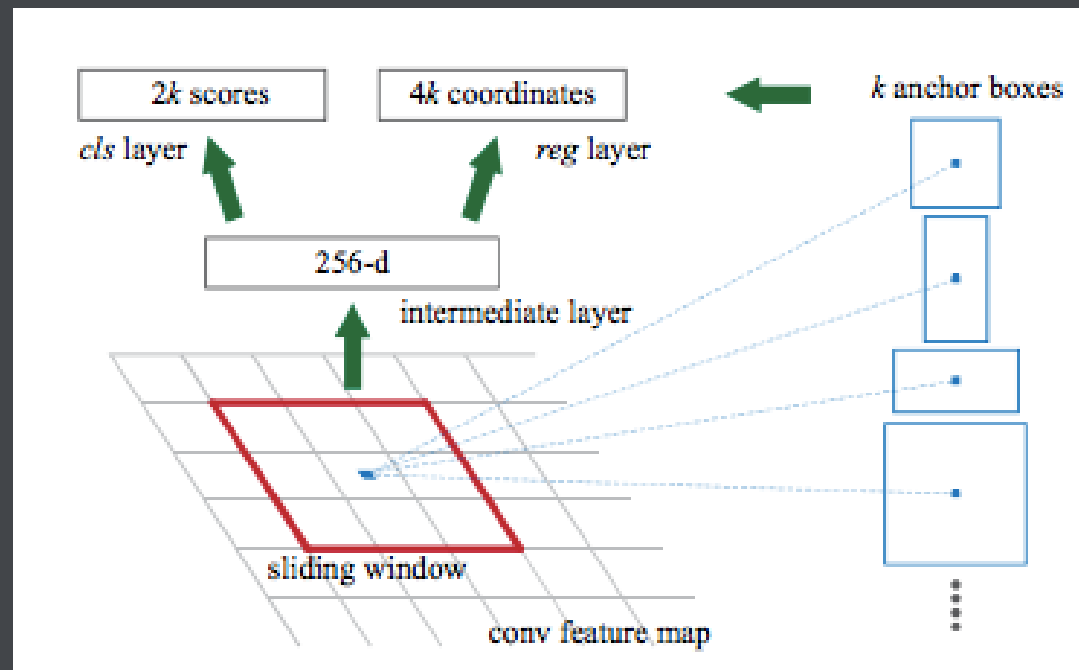 2k scores
4k coordinates
k anchor boxes
cls layer
reg layer
256-d
intermediate layer
sliding window
conv feature map